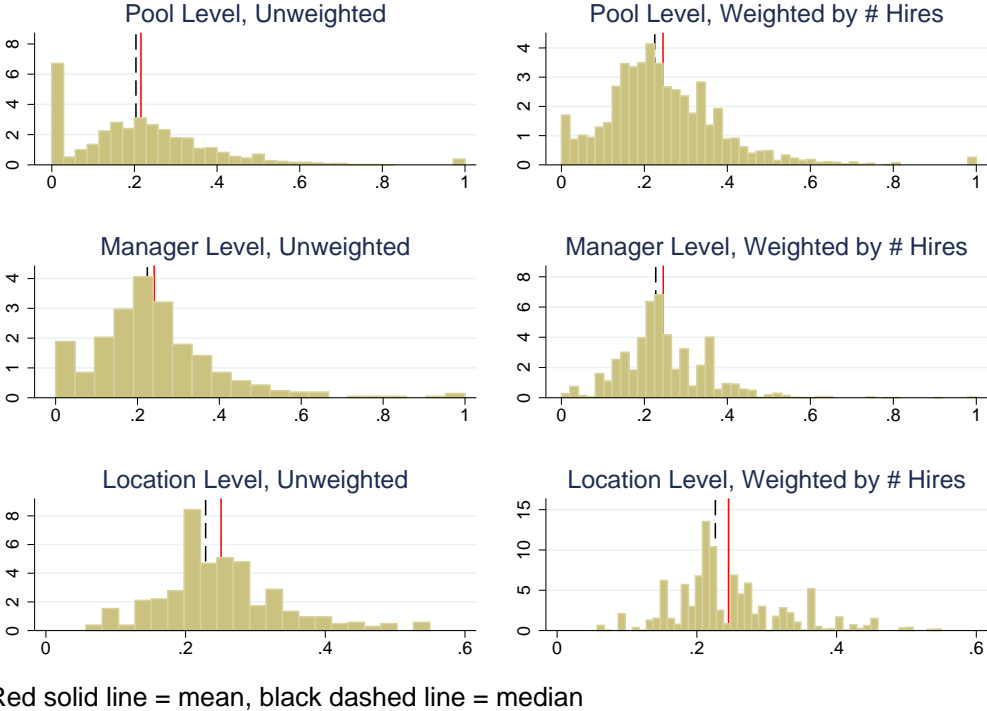 Pool Level, Unweighted
0 2 4 6 8
0 .2 .4 .6 .8 1
Pool Level, Weighted by # Hires
0 1 2 3 4
0 .2 .4 .6 .8 1
Manager Level, Unweighted
0 1 2 3 4
0 .2 .4 .6 .8 1
Manager Level, Weighted by # Hires
0 2 4 6 8
0 .2 .4 .6 .8 1
Location Level, Unweighted
0 2 4 6 8
0 .2 .4 .6
Location Level, Weighted by # Hires
0 5 10 15
0 .2 .4 .6
Red solid line = mean, black dashed line = median